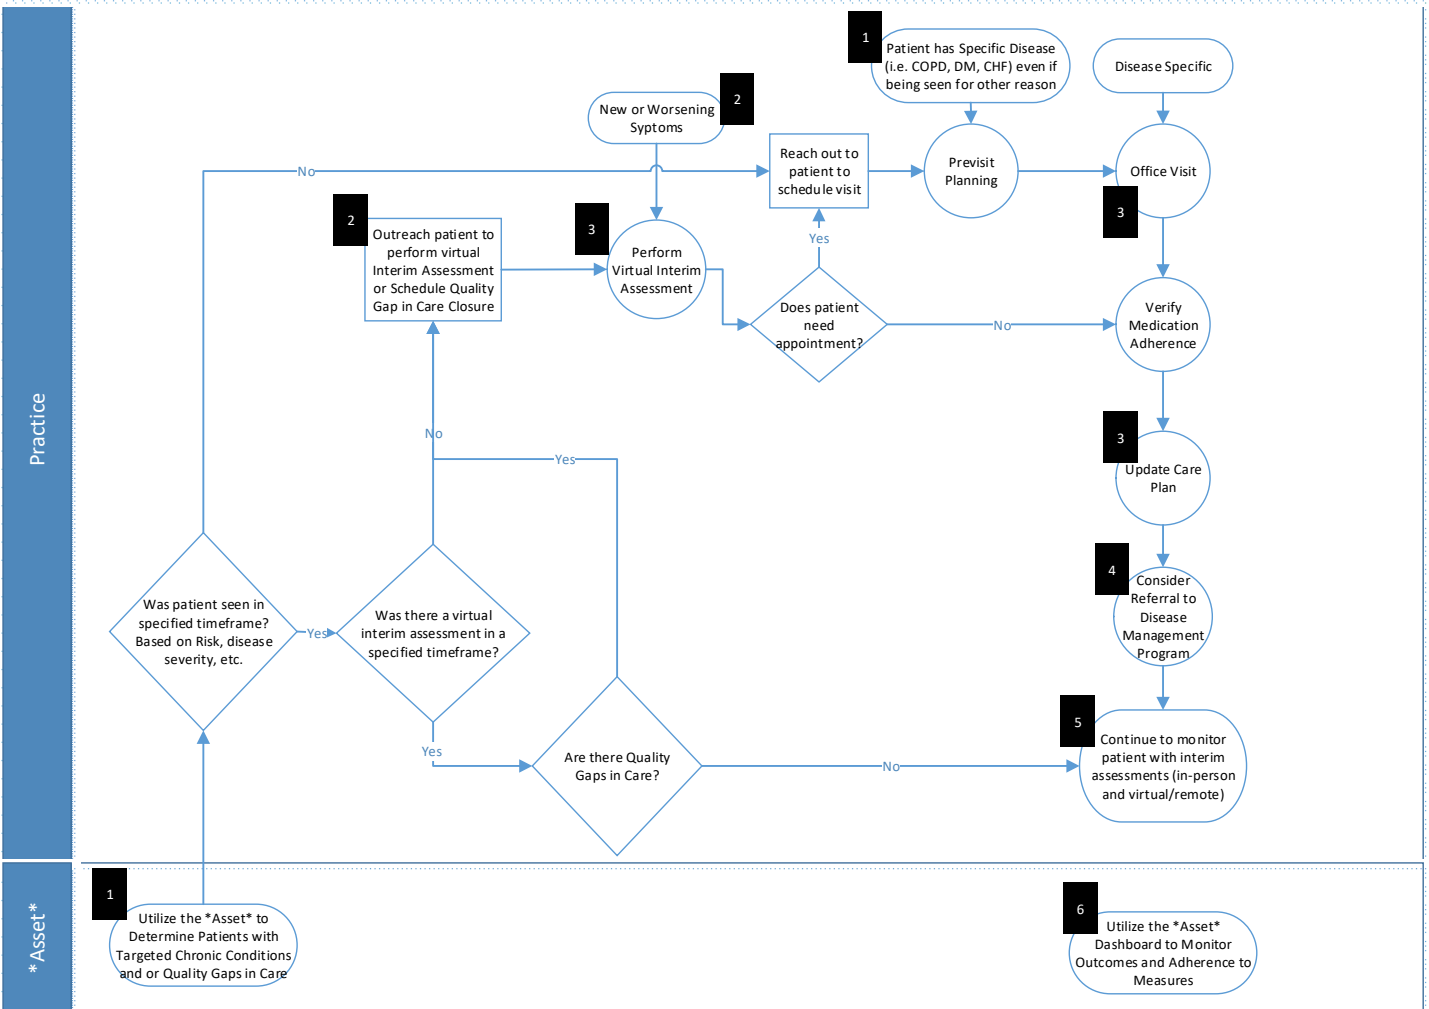 Practice
1
Patient has Specific Disease
(i.e. COPD, DM, CHF) even if
being seen for other reason
Disease Specific
New or Worsening
Syptoms
2
No
Reach out to
patient to
schedule visit
Previsit
Planning
Office Visit
3
2
Outreach patient to
perform virtual
Interim Assessment
or Schedule Quality
Gap in Care Closure
3
Perform
Virtual Interim
Assessment
Yes
Does patient
need
appointment?
No
Verify
Medication
Adherence
No
Yes
3
Update Care
Plan
4
Consider
Referral to
Disease
Management
Program
Was patient seen in
specified timeframe?
Based on Risk, disease
severity, etc.
Yes
Was there a virtual
interim assessment in a
specified timeframe?
Yes
Are there Quality
Gaps in Care?
No
5
Continue to monitor
patient with interim
assessments (in-person
and virtual/remote)
*Asset*
1
Utilize the *Asset* to
Determine Patients with
Targeted Chronic Conditions
and or Quality Gaps in Care
6
Utilize the *Asset*
Dashboard to Monitor
Outcomes and Adherence to
Measures